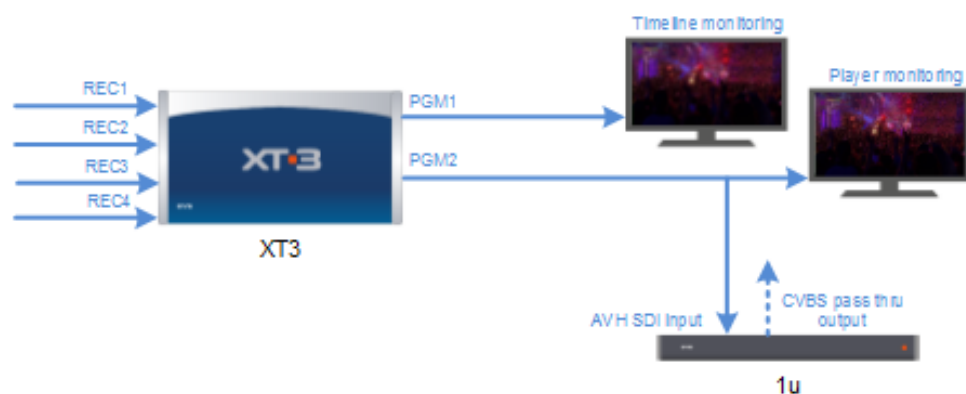 Timeline monitoring
Player monitoring
REC1
PGM1
REC2
XT3
REC3
PGM2
REC4
XT3
AVH SDI Input
CVBS pass thru
output
1u